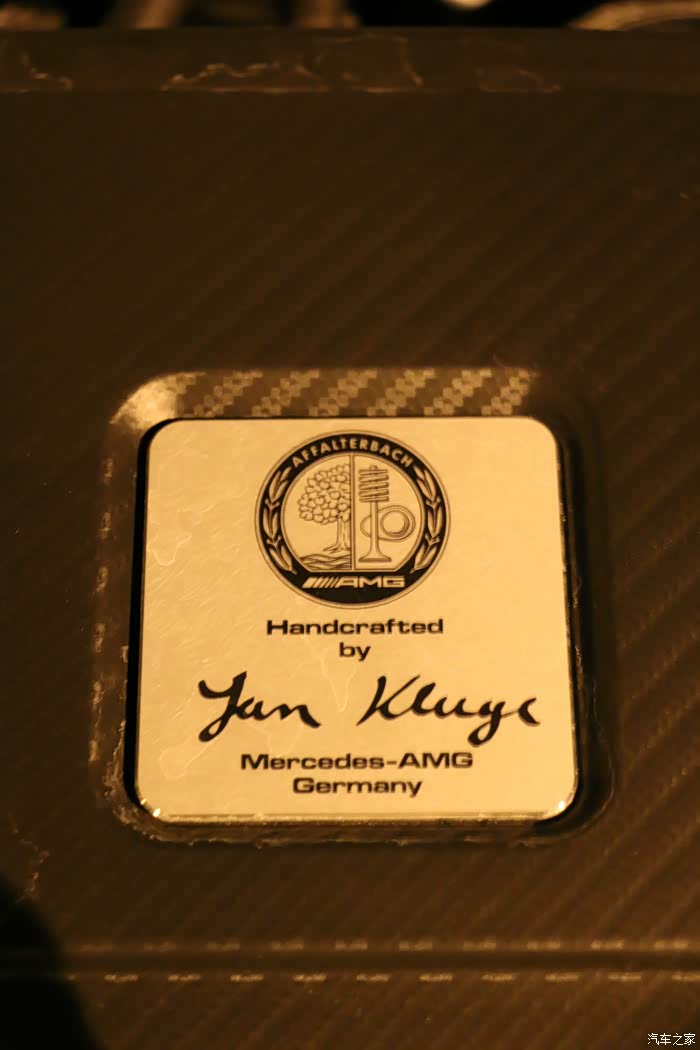 AFFALTERBACH
AMG
Handcrafted
by
Jan Kluge
Mercedes-AMG
Germany
汽车之家